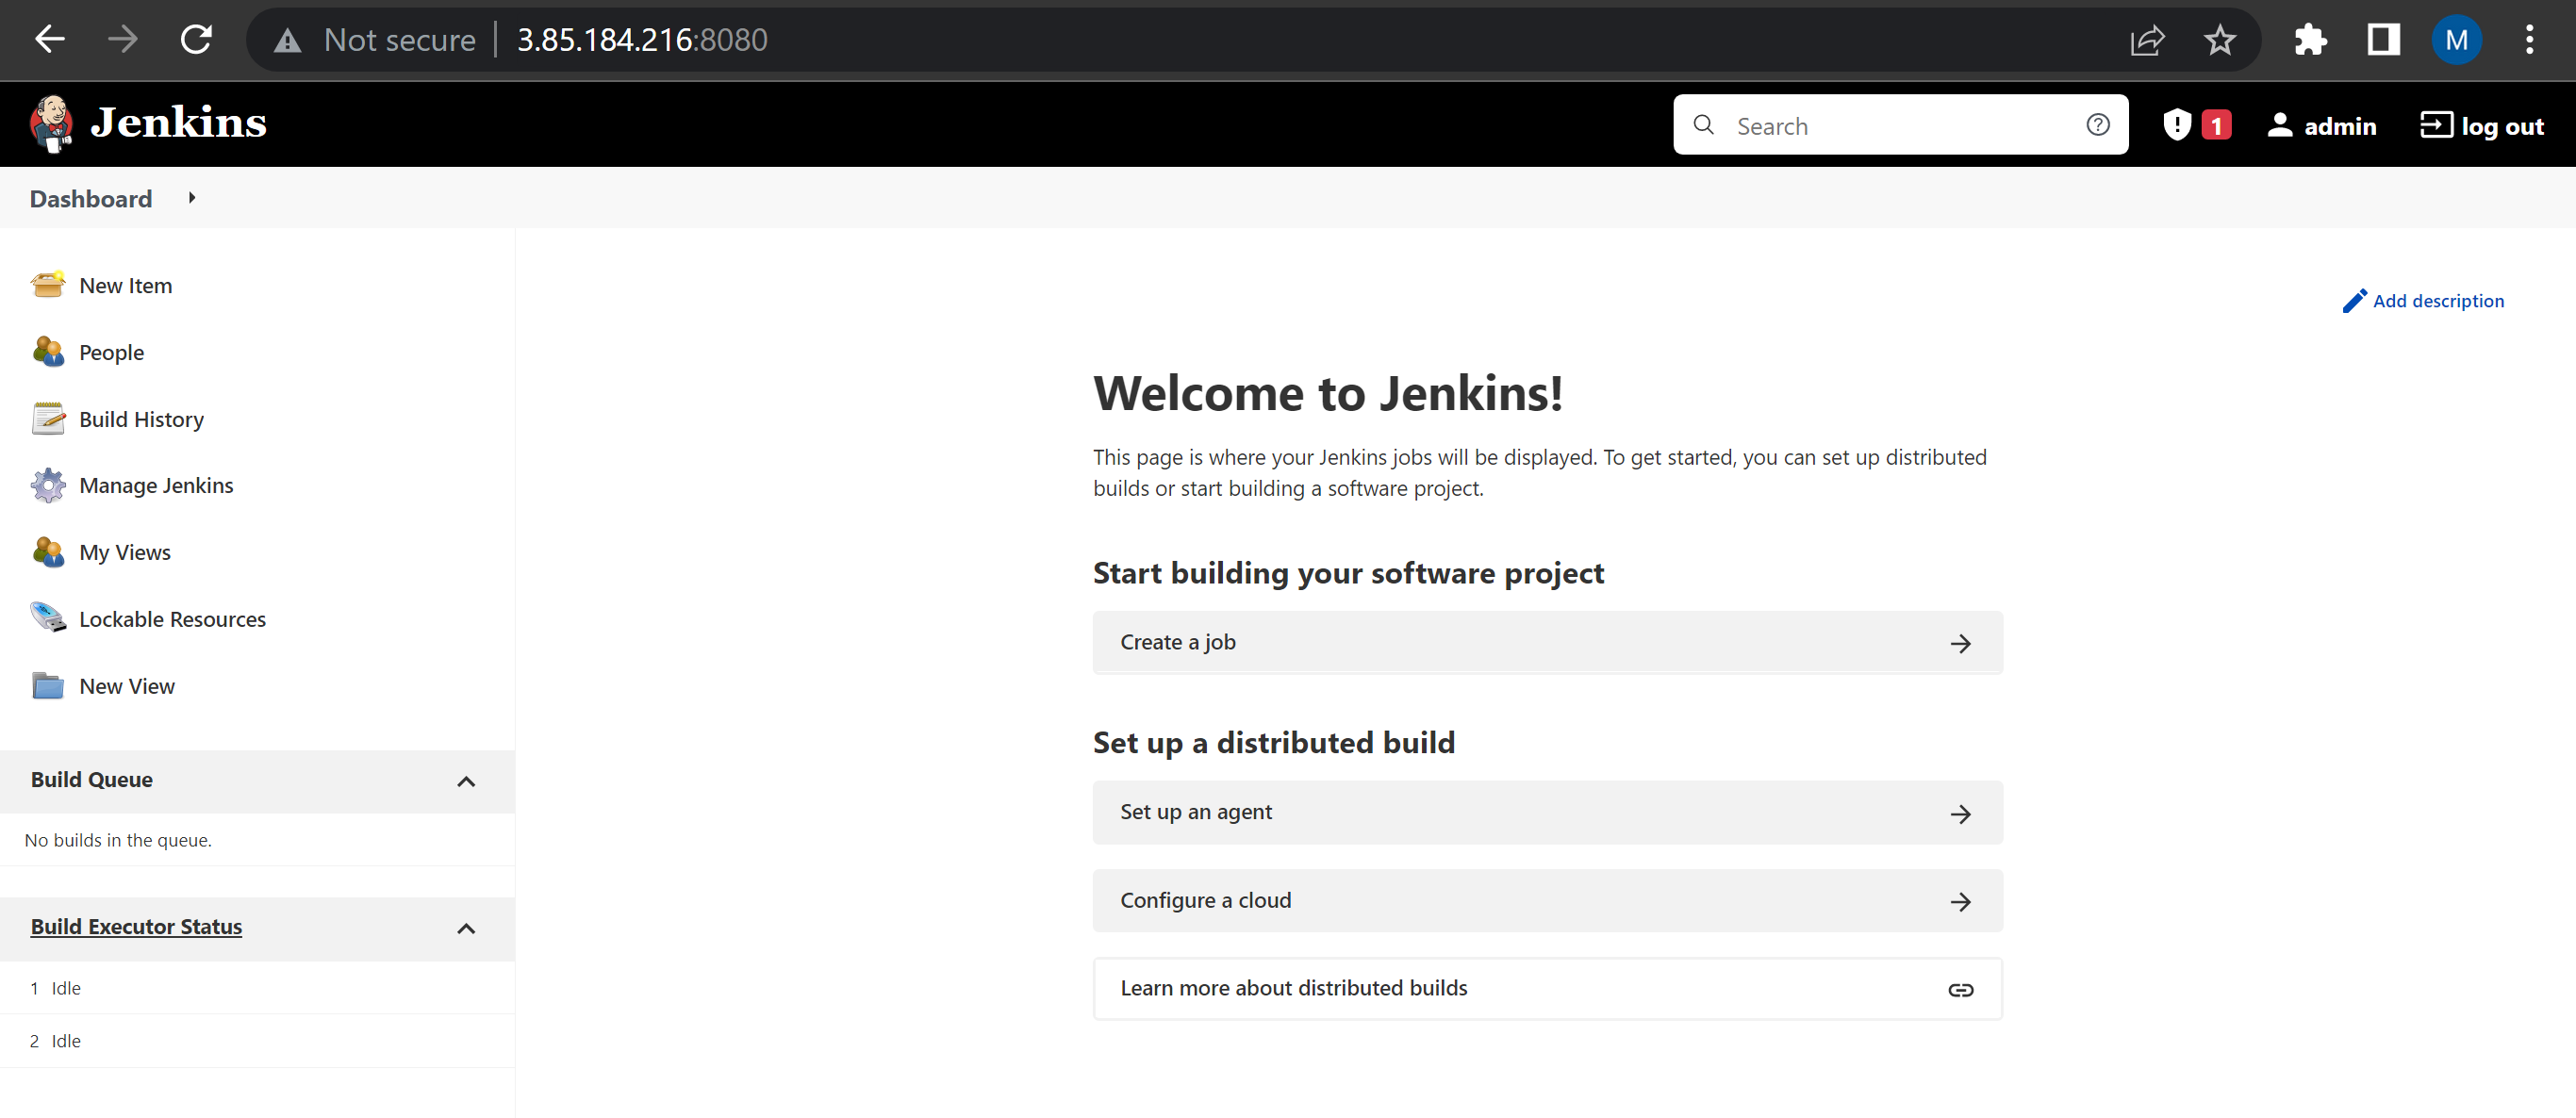 Not secure 3.85.184.216:8080
M
Jenkins
Search
1
admin
log out
Dashboard
New Item
People
Build History
Manage Jenkins
My Views
Lockable Resources
New View
Build Queue
No builds in the queue.
Build Executor Status
1 Idle
2 Idle
Add description
Welcome to Jenkins!
This page is where your Jenkins jobs will be displayed. To get started, you can set up distributed
builds or start building a software project.
Start building your software project
Create a job
Set up a distributed build
Set up an agent
Configure a cloud
Learn more about distributed builds